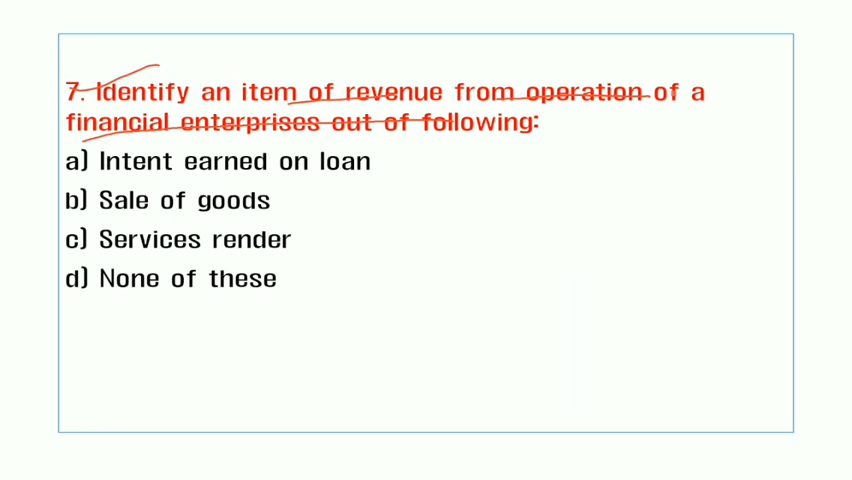 7. Identify an item of revenue from operation of a
financial enterprises out of following:
a) Intent earned on loan
b) Sale of goods
c) Services render
d) None of these